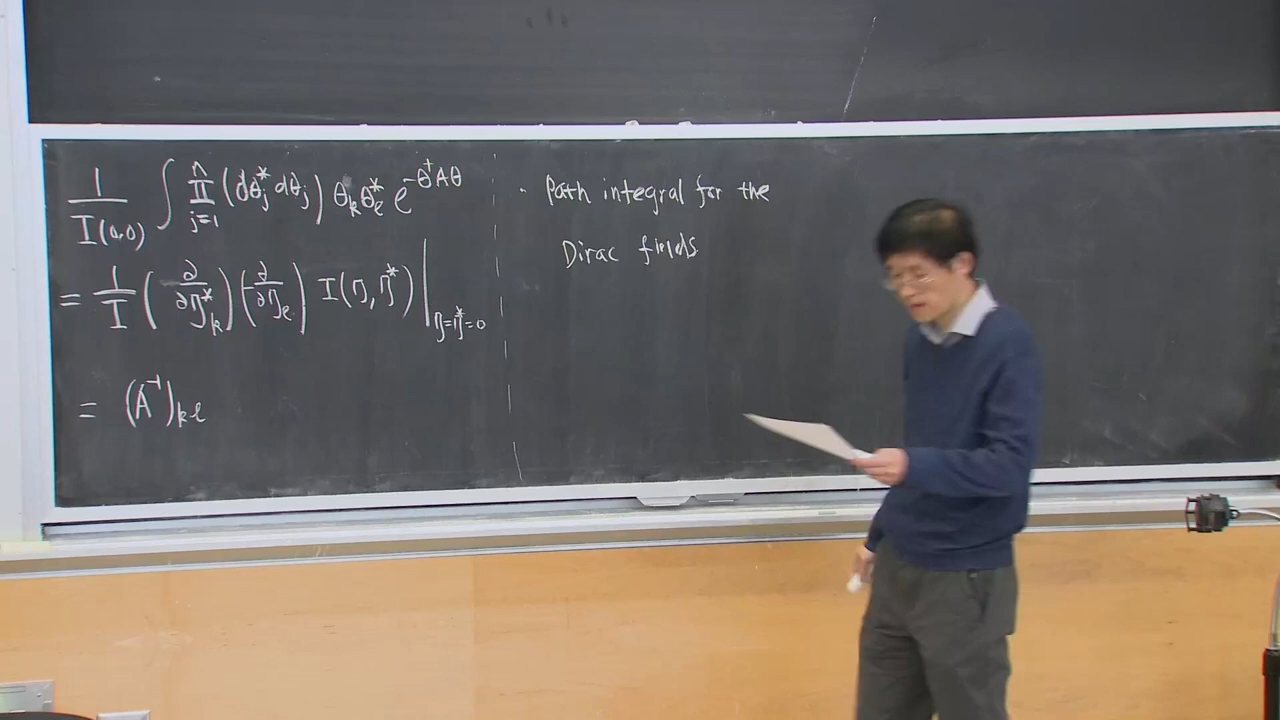 1/I(0,0) ∫ ∏_{j=1}^{n} (dθ_j^* dθ_j) θ_k θ_l^* e^{-θ^†Aθ}
= 1/I (∂/∂η_k^*)(-∂/∂η_l) I(η, η^*) |_{η=η^*=0}
= (A^{-1})_{kl}
· Path integral for the
Dirac fields